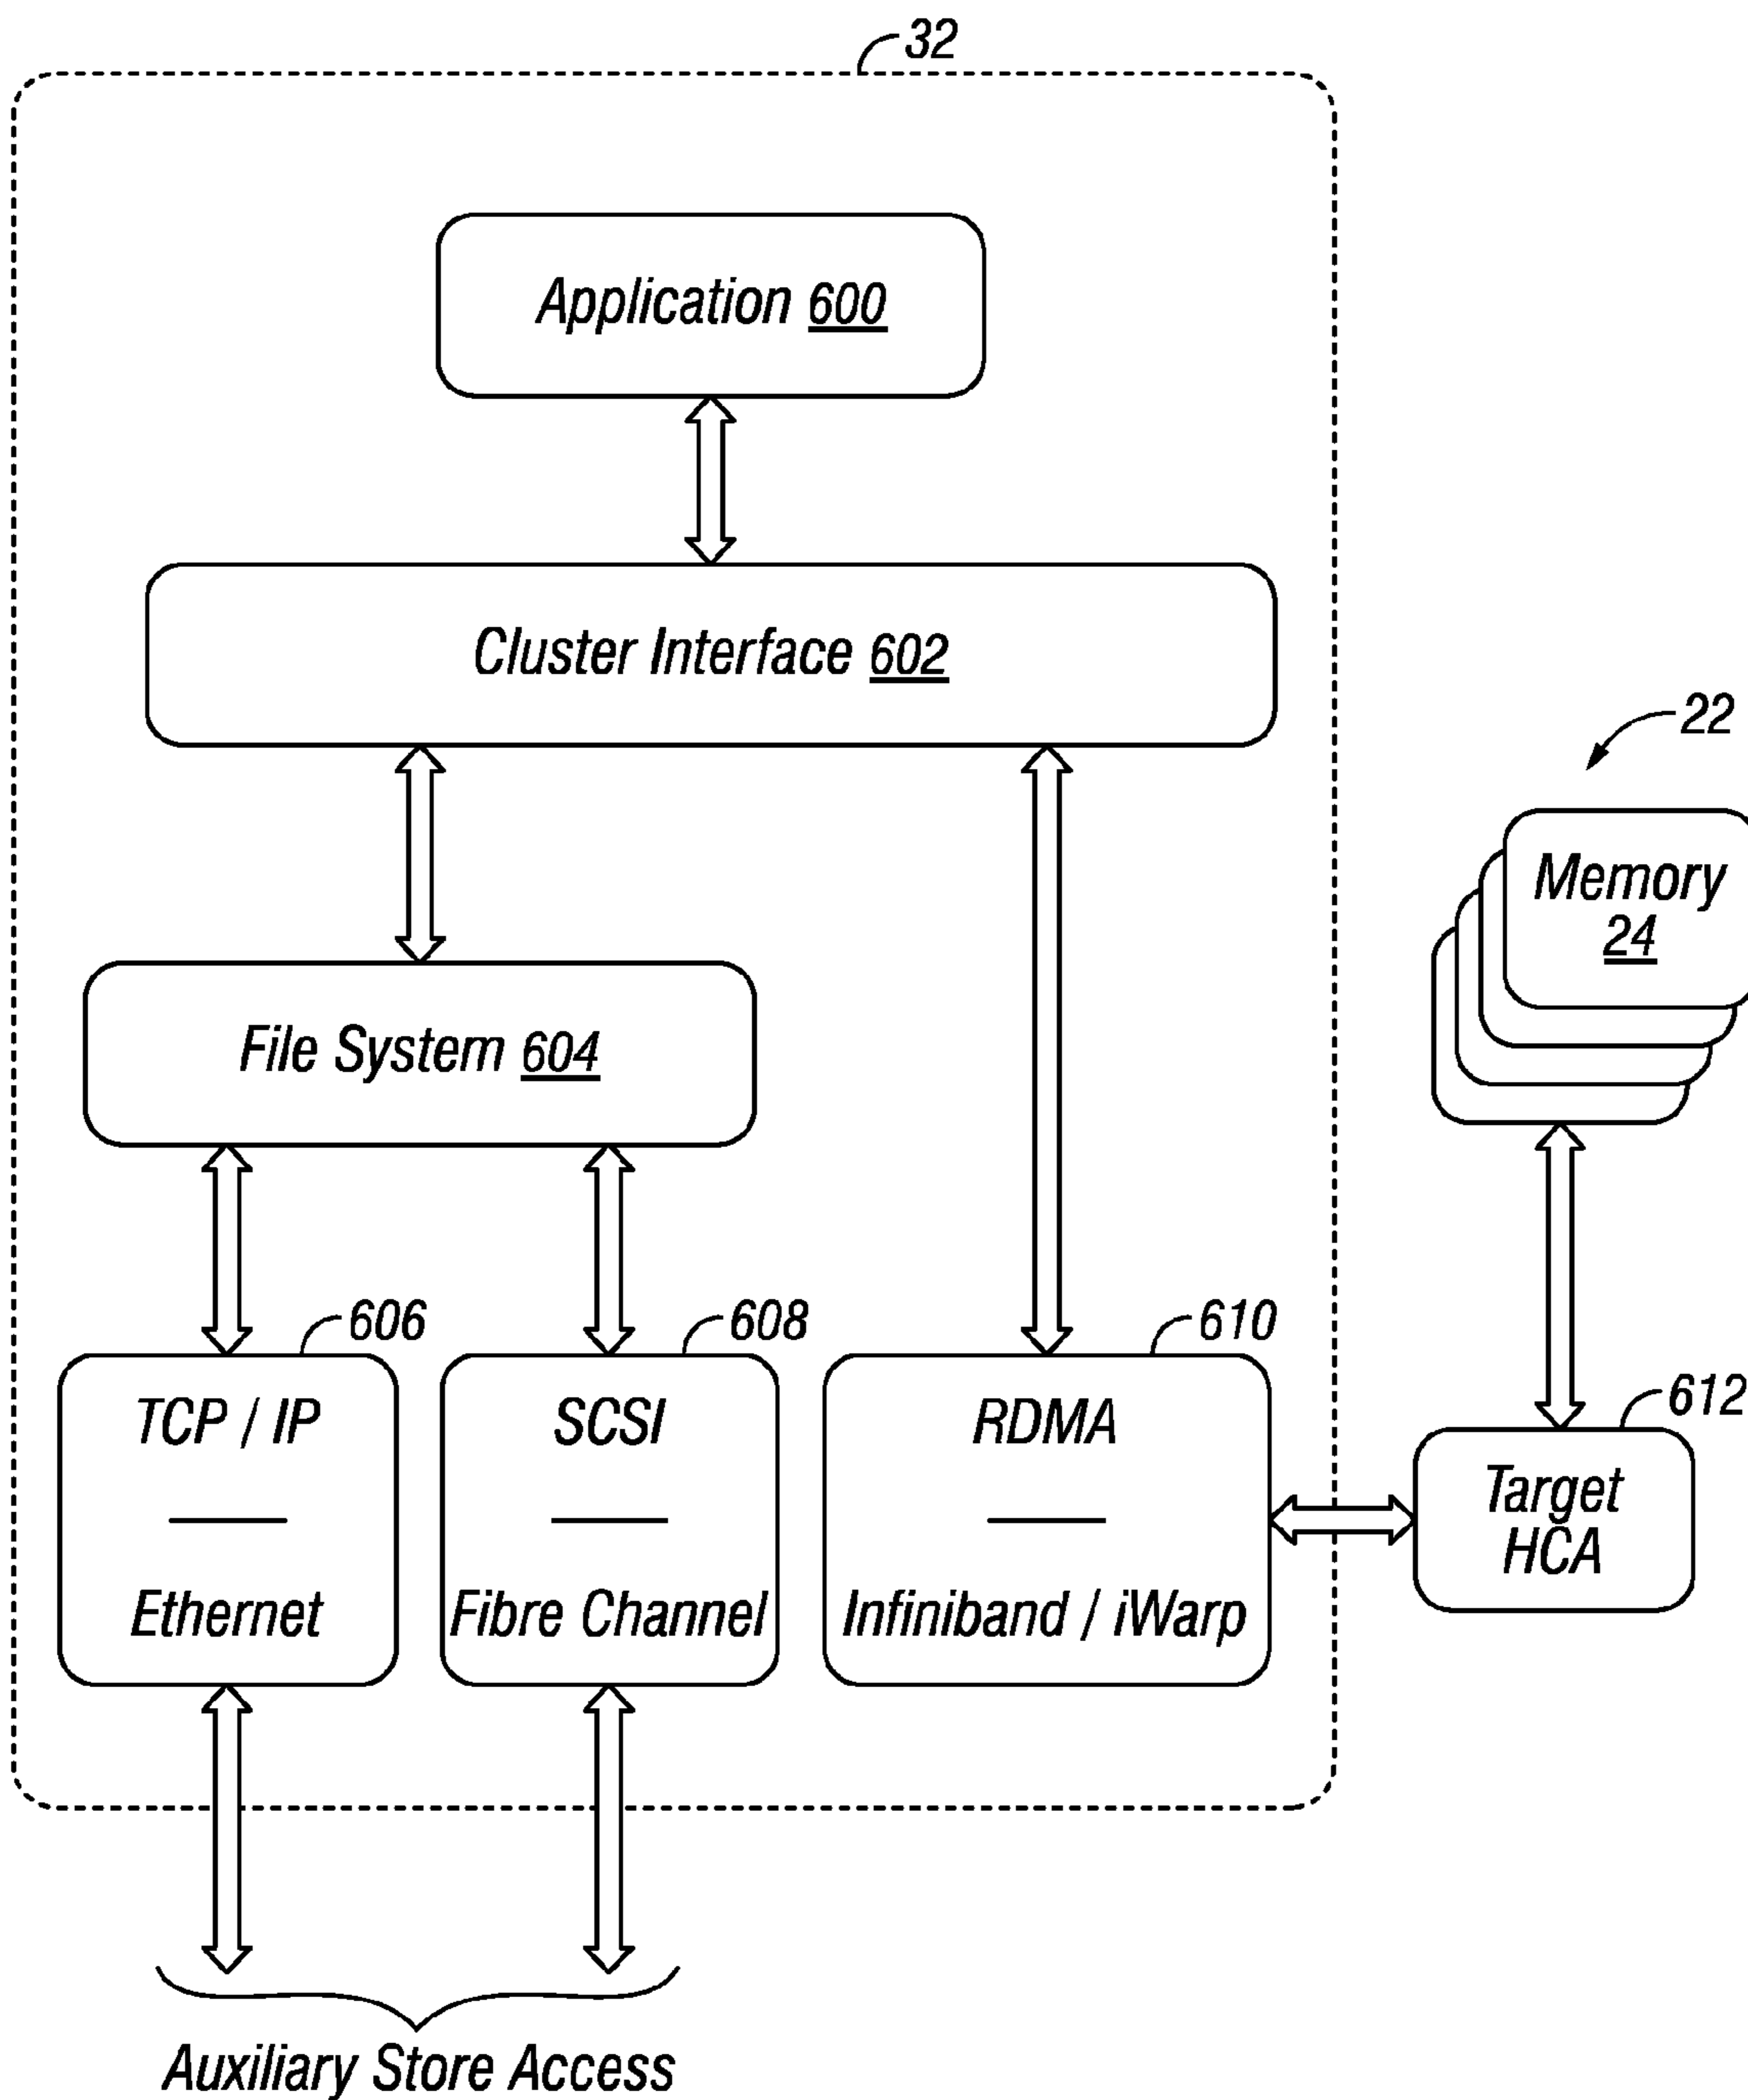 32
Application 600
Cluster Interface 602
22
Memory
24
File System 604
606
608
610
TCP / IP
Ethernet
SCSI
Fibre Channel
RDMA
Infiniband / iWarp
612
Target
HCA
Auxiliary Store Access